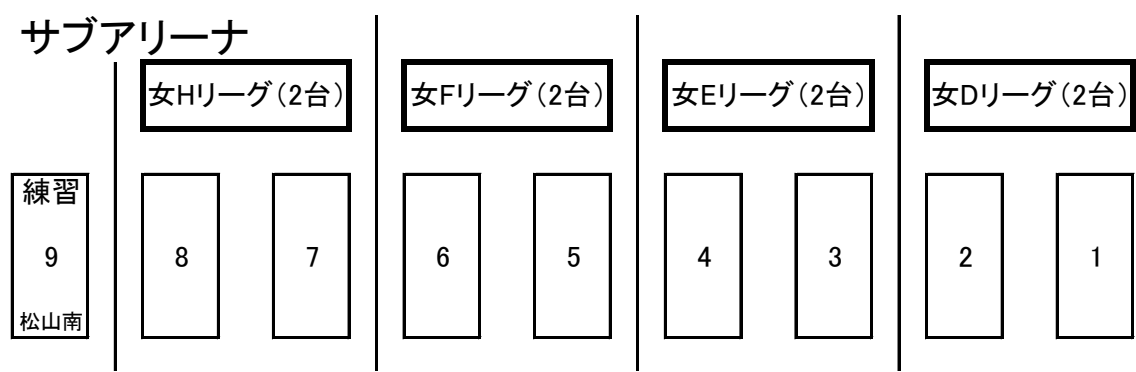 サブアリーナ
女Hリーグ(2台)
女Fリーグ(2台)
女Eリーグ(2台)
女Dリーグ(2台)
練習
9
松山南
8
7
6
5
4
3
2
1